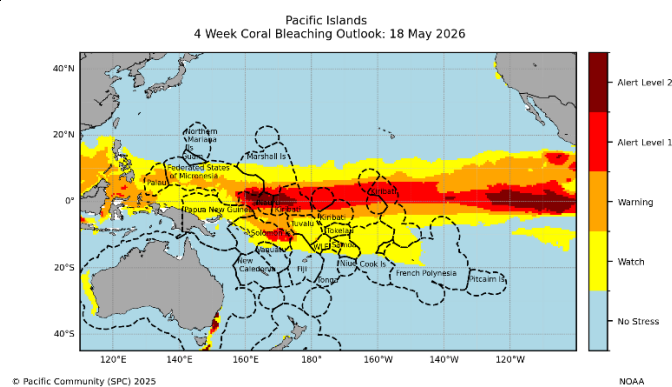 Pacific Islands
4 Week Coral Bleaching Outlook: 18 May 2026
40°N
20°N
0°
20°S
40°S
120°E
140°E
160°E
180°
160°W
140°W
120°W
Northern
Mariana
Is
Guam
Marshall Is
Federated States
of Micronesia
Palau
Kiribati
Papua New Guinea
Kiribati
Kiribati
Tuvalu
Solomon Is
Tokelau
WLF
Samoa
Vanuatu
New
Caledonia
Fiji
Niue
Cook Is
Tonga
French Polynesia
Pitcairn Is
Alert Level 2
Alert Level 1
Warning
Watch
No Stress
© Pacific Community (SPC) 2025
NOAA